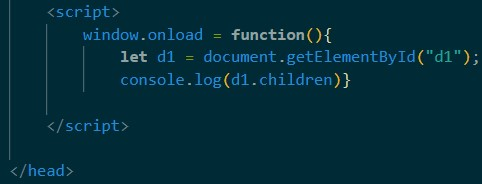 <script>
window.onload = function(){
let d1 = document.getElementById("d1");
console.log(d1.children)}
</script>
</head>